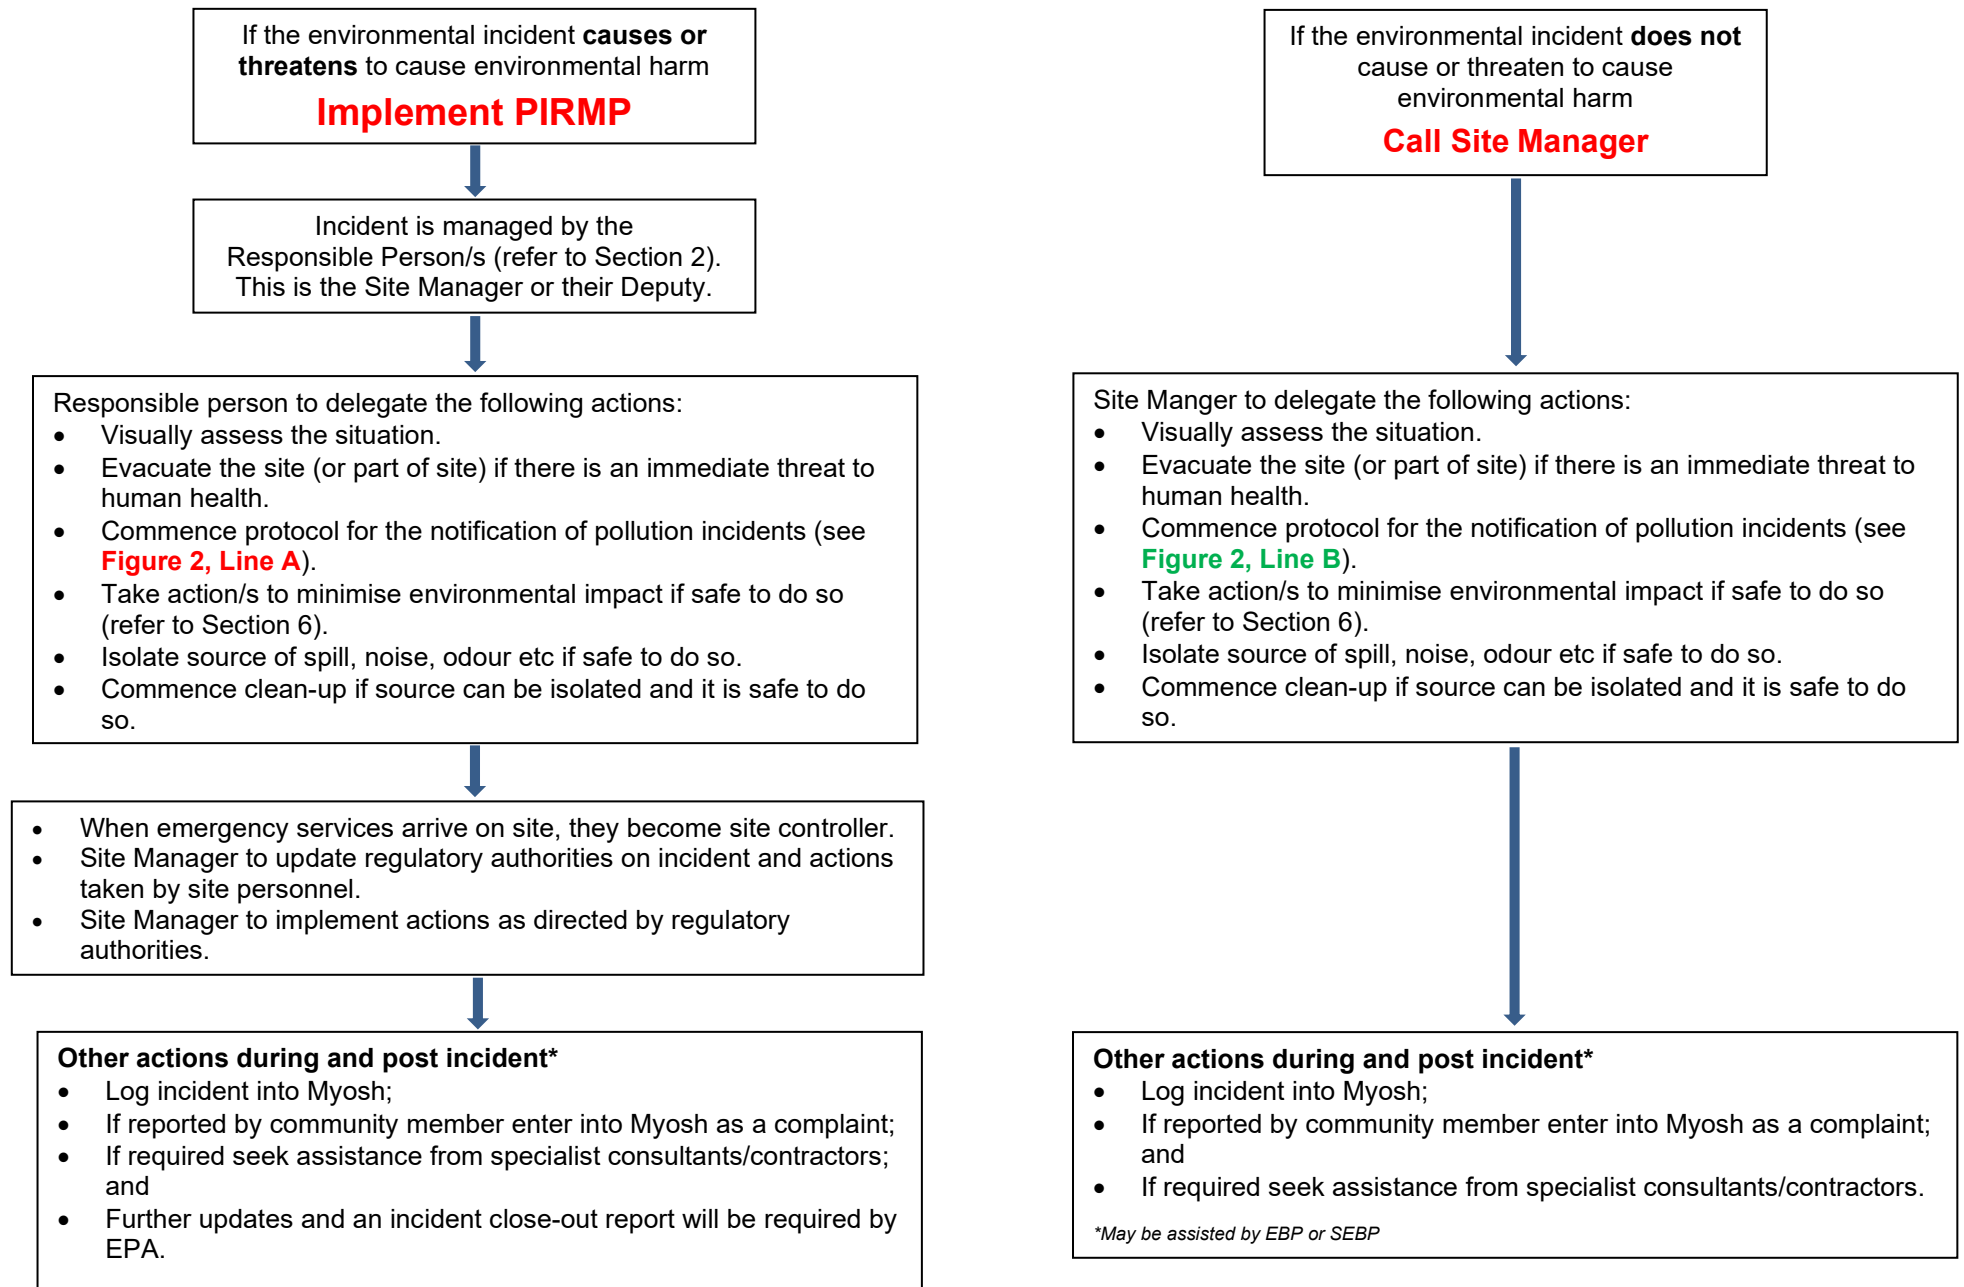 If the environmental incident causes or
threatens to cause environmental harm
Implement PIRMP
Incident is managed by the
Responsible Person/s (refer to Section 2).
This is the Site Manager or their Deputy.
Responsible person to delegate the following actions:
• Visually assess the situation.
• Evacuate the site (or part of site) if there is an immediate threat to
human health.
• Commence protocol for the notification of pollution incidents (see
Figure 2, Line A).
• Take action/s to minimise environmental impact if safe to do so
(refer to Section 6).
• Isolate source of spill, noise, odour etc if safe to do so.
• Commence clean-up if source can be isolated and it is safe to do
so.
• When emergency services arrive on site, they become site controller.
• Site Manager to update regulatory authorities on incident and actions
taken by site personnel.
• Site Manager to implement actions as directed by regulatory
authorities.
Other actions during and post incident*
• Log incident into Myosh;
• If reported by community member enter into Myosh as a complaint;
• If required seek assistance from specialist consultants/contractors;
and
• Further updates and an incident close-out report will be required by
EPA.
If the environmental incident does not
cause or threaten to cause
environmental harm
Call Site Manager
Site Manger to delegate the following actions:
• Visually assess the situation.
• Evacuate the site (or part of site) if there is an immediate threat to
human health.
• Commence protocol for the notification of pollution incidents (see
Figure 2, Line B).
• Take action/s to minimise environmental impact if safe to do so
(refer to Section 6).
• Isolate source of spill, noise, odour etc if safe to do so.
• Commence clean-up if source can be isolated and it is safe to do
so.
Other actions during and post incident*
• Log incident into Myosh;
• If reported by community member enter into Myosh as a complaint;
and
• If required seek assistance from specialist consultants/contractors.
*May be assisted by EBP or SEBP